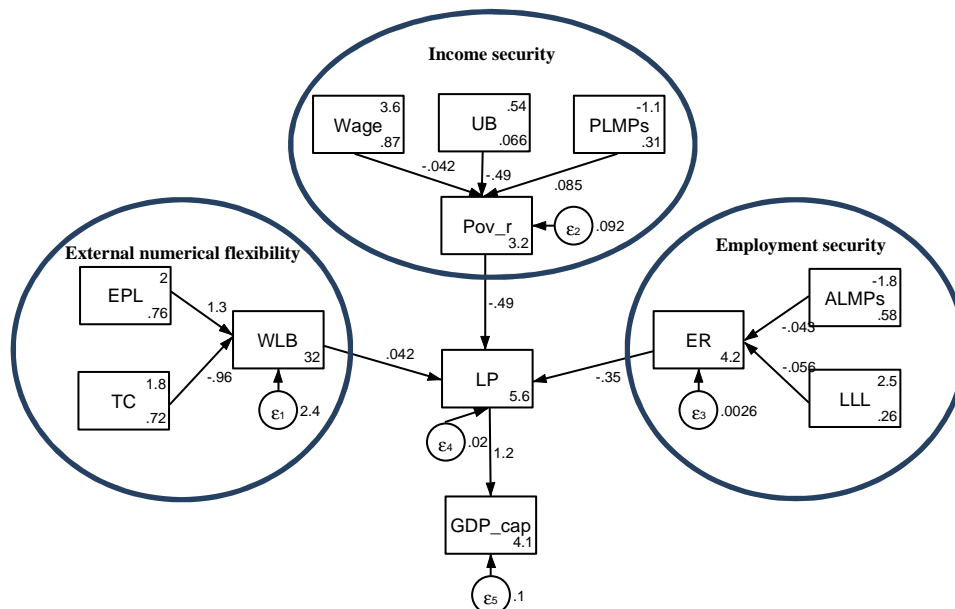 Income security
3.6
Wage
.87
.54
UB
.066
-1.1
PLMPs
.31
-.042
-.49
.085
Pov_r
3.2
ε2
.092
External numerical flexibility
2
EPL
.76
1.3
WLB
32
1.8
TC
.72
-.96
ε1
2.4
Employment security
-1.8
ALMPs
.58
-.043
ER
4.2
-.056
2.5
LLL
.26
ε3
.0026
-.49
.042
LP
5.6
-.35
ε4
.02
1.2
GDP_cap
4.1
ε5
.1